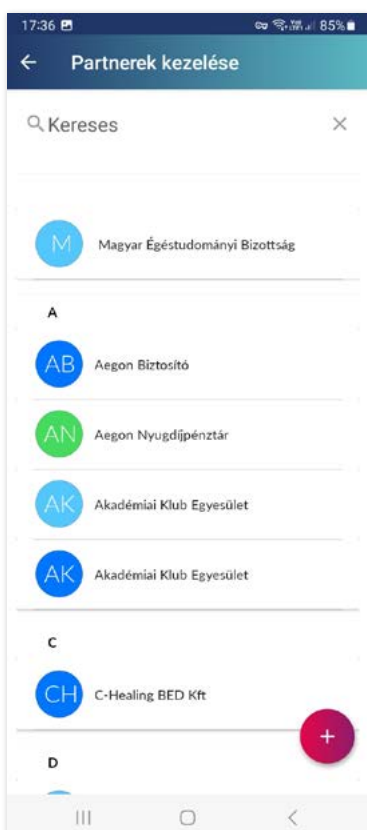 17:36 85%
Partnerek kezelése
Kereses
M Magyar Égéstudományi Bizottság
A
AB Aegon Biztosító
AN Aegon Nyugdíjpénztár
AK Akadémiai Klub Egyesület
AK Akadémiai Klub Egyesület
C
CH C-Healing BED Kft
D